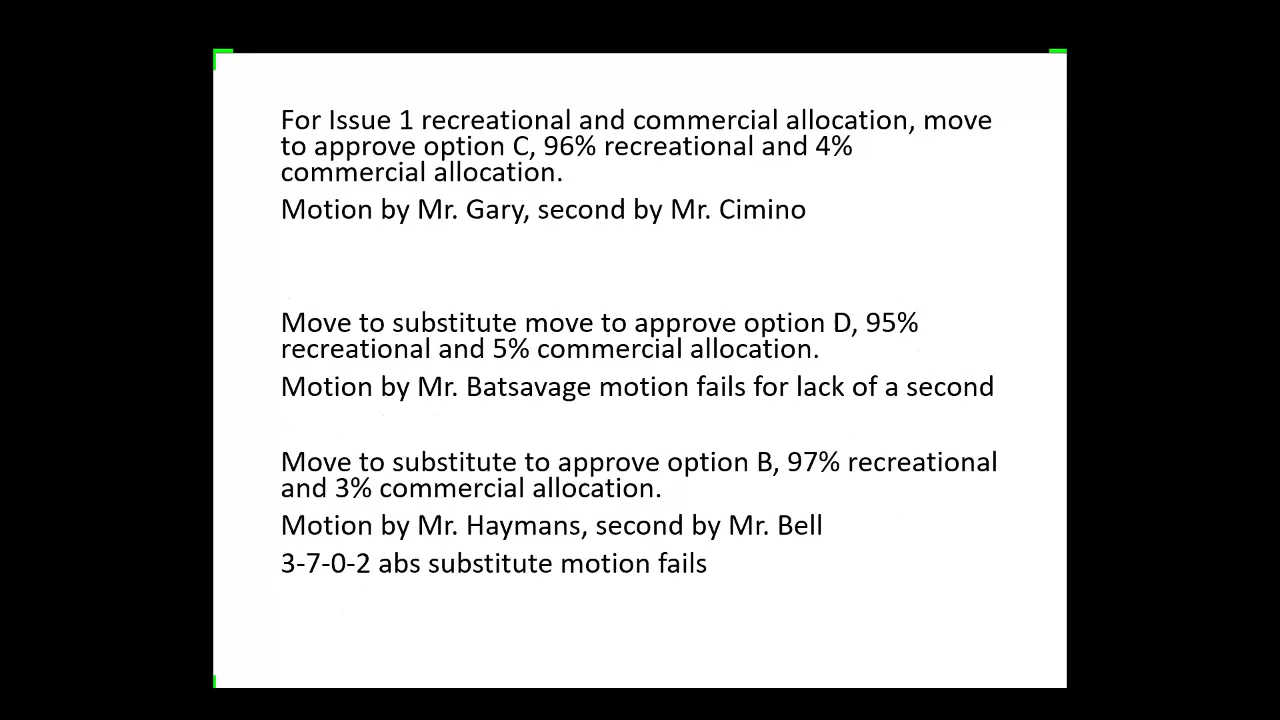 For Issue 1 recreational and commercial allocation, move
to approve option C, 96% recreational and 4%
commercial allocation.
Motion by Mr. Gary, second by Mr. Cimino
Move to substitute move to approve option D, 95%
recreational and 5% commercial allocation.
Motion by Mr. Batsavage motion fails for lack of a second
Move to substitute to approve option B, 97% recreational
and 3% commercial allocation.
Motion by Mr. Haymans, second by Mr. Bell
3-7-0-2 abs substitute motion fails